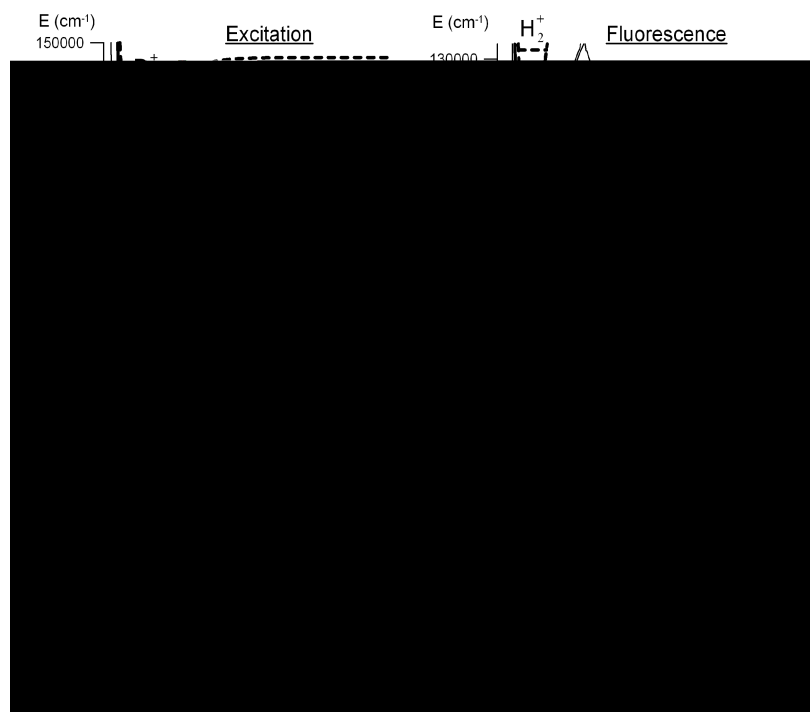 E (cm-1)
Excitation
150000
+
E (cm-1)
H2+
Fluorescence
130000